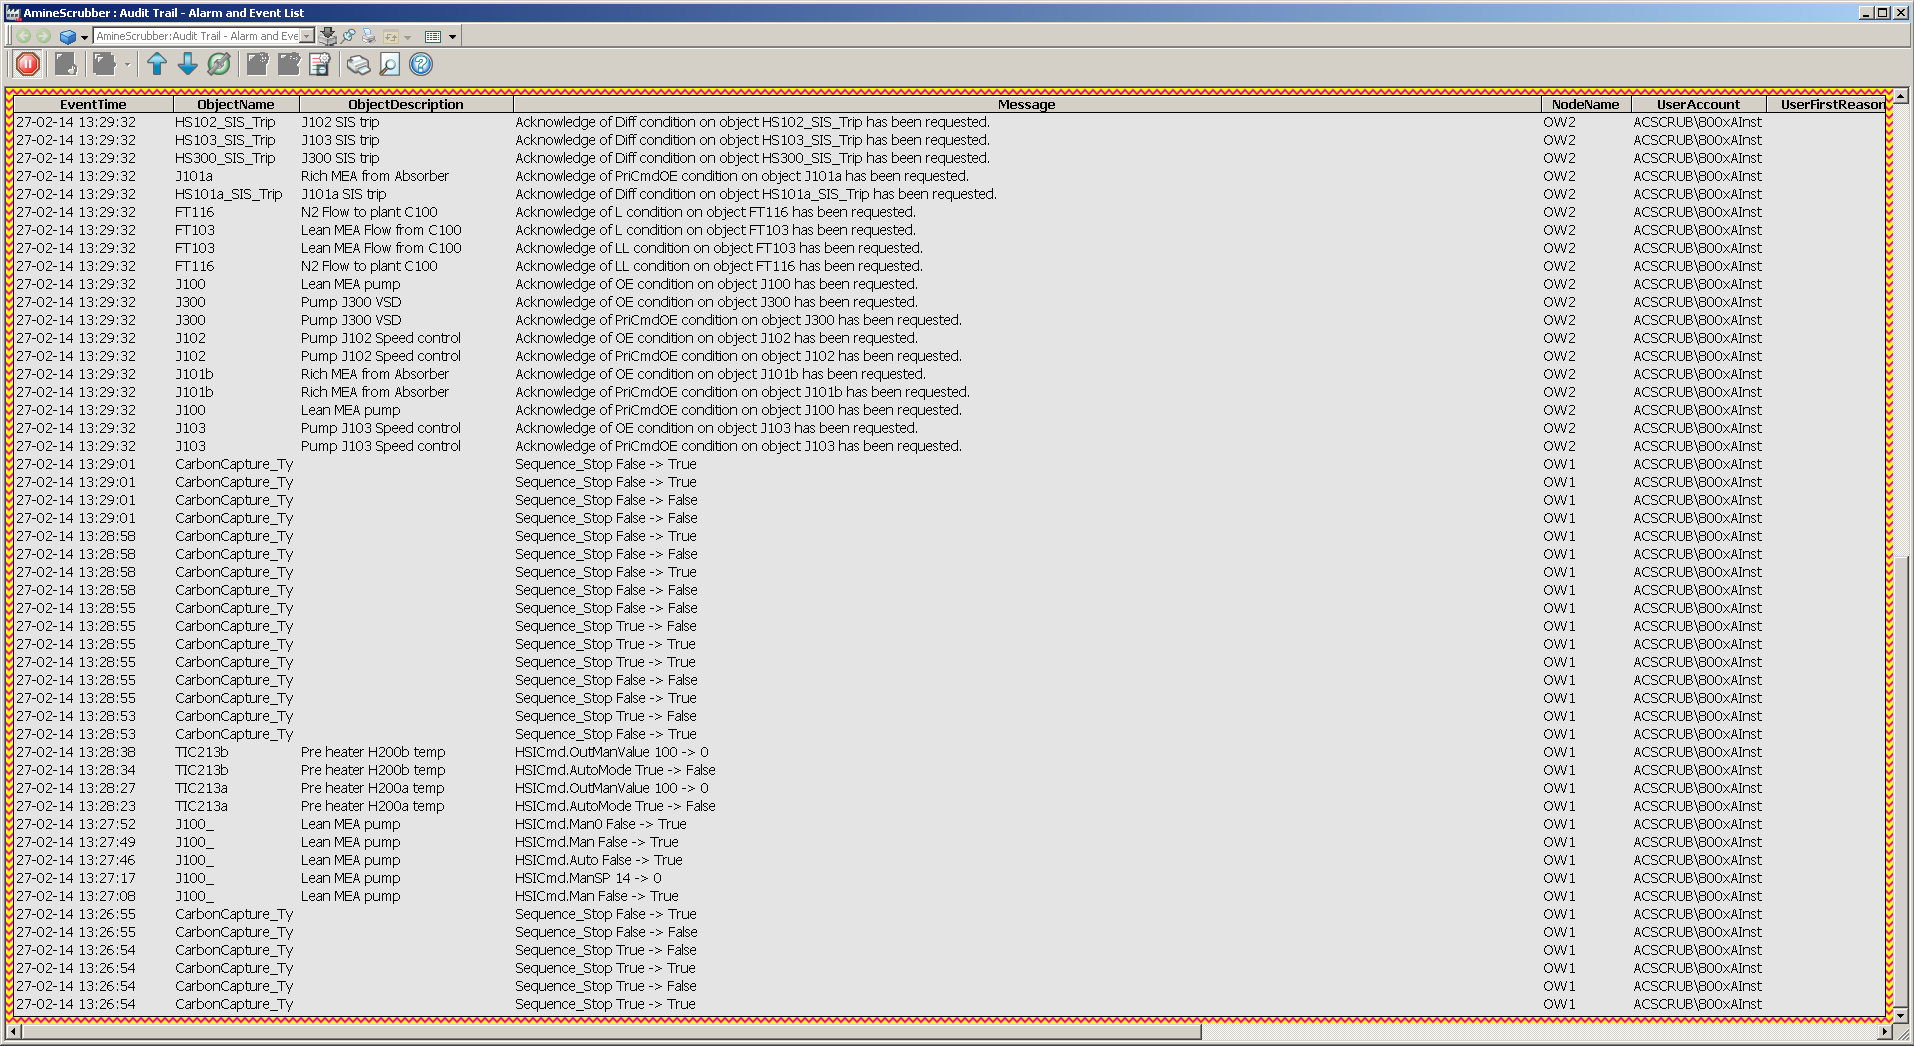 AmineScrubber : Audit Trail - Alarm and Event List
AmineScrubber:Audit Trail - Alarm and Eve
EventTime ObjectName ObjectDescription Message NodeName UserAccount UserFirstReason
27-02-14 13:29:32 HS102_SIS_Trip J102 SIS trip Acknowledge of Diff condition on object HS102_SIS_Trip has been requested. OW2 ACSCRUB\800xAInst
27-02-14 13:29:32 HS103_SIS_Trip J103 SIS trip Acknowledge of Diff condition on object HS103_SIS_Trip has been requested. OW2 ACSCRUB\800xAInst
27-02-14 13:29:32 HS300_SIS_Trip J300 SIS trip Acknowledge of Diff condition on object HS300_SIS_Trip has been requested. OW2 ACSCRUB\800xAInst
27-02-14 13:29:32 J101a Rich MEA from Absorber Acknowledge of PriCmdOE condition on object J101a has been requested. OW2 ACSCRUB\800xAInst
27-02-14 13:29:32 HS101a_SIS_Trip J101a SIS trip Acknowledge of Diff condition on object HS101a_SIS_Trip has been requested. OW2 ACSCRUB\800xAInst
27-02-14 13:29:32 FT116 N2 Flow to plant C100 Acknowledge of L condition on object FT116 has been requested. OW2 ACSCRUB\800xAInst
27-02-14 13:29:32 FT103 Lean MEA Flow from C100 Acknowledge of L condition on object FT103 has been requested. OW2 ACSCRUB\800xAInst
27-02-14 13:29:32 FT103 Lean MEA Flow from C100 Acknowledge of LL condition on object FT103 has been requested. OW2 ACSCRUB\800xAInst
27-02-14 13:29:32 FT116 N2 Flow to plant C100 Acknowledge of LL condition on object FT116 has been requested. OW2 ACSCRUB\800xAInst
27-02-14 13:29:32 J100 Lean MEA pump Acknowledge of OE condition on object J100 has been requested. OW2 ACSCRUB\800xAInst
27-02-14 13:29:32 J300 Pump J300 VSD Acknowledge of OE condition on object J300 has been requested. OW2 ACSCRUB\800xAInst
27-02-14 13:29:32 J300 Pump J300 VSD Acknowledge of PriCmdOE condition on object J300 has been requested. OW2 ACSCRUB\800xAInst
27-02-14 13:29:32 J102 Pump J102 Speed control Acknowledge of OE condition on object J102 has been requested. OW2 ACSCRUB\800xAInst
27-02-14 13:29:32 J102 Pump J102 Speed control Acknowledge of PriCmdOE condition on object J102 has been requested. OW2 ACSCRUB\800xAInst
27-02-14 13:29:32 J101b Rich MEA from Absorber Acknowledge of OE condition on object J101b has been requested. OW2 ACSCRUB\800xAInst
27-02-14 13:29:32 J101b Rich MEA from Absorber Acknowledge of PriCmdOE condition on object J101b has been requested. OW2 ACSCRUB\800xAInst
27-02-14 13:29:32 J100 Lean MEA pump Acknowledge of PriCmdOE condition on object J100 has been requested. OW2 ACSCRUB\800xAInst
27-02-14 13:29:32 J103 Pump J103 Speed control Acknowledge of OE condition on object J103 has been requested. OW2 ACSCRUB\800xAInst
27-02-14 13:29:32 J103 Pump J103 Speed control Acknowledge of PriCmdOE condition on object J103 has been requested. OW2 ACSCRUB\800xAInst
27-02-14 13:29:01 CarbonCapture_Ty Sequence_Stop False -> True OW1 ACSCRUB\800xAInst
27-02-14 13:29:01 CarbonCapture_Ty Sequence_Stop False -> True OW1 ACSCRUB\800xAInst
27-02-14 13:29:01 CarbonCapture_Ty Sequence_Stop False -> False OW1 ACSCRUB\800xAInst
27-02-14 13:29:01 CarbonCapture_Ty Sequence_Stop False -> False OW1 ACSCRUB\800xAInst
27-02-14 13:28:58 CarbonCapture_Ty Sequence_Stop False -> True OW1 ACSCRUB\800xAInst
27-02-14 13:28:58 CarbonCapture_Ty Sequence_Stop False -> False OW1 ACSCRUB\800xAInst
27-02-14 13:28:58 CarbonCapture_Ty Sequence_Stop False -> True OW1 ACSCRUB\800xAInst
27-02-14 13:28:58 CarbonCapture_Ty Sequence_Stop False -> False OW1 ACSCRUB\800xAInst
27-02-14 13:28:55 CarbonCapture_Ty Sequence_Stop False -> False OW1 ACSCRUB\800xAInst
27-02-14 13:28:55 CarbonCapture_Ty Sequence_Stop True -> False OW1 ACSCRUB\800xAInst
27-02-14 13:28:55 CarbonCapture_Ty Sequence_Stop True -> True OW1 ACSCRUB\800xAInst
27-02-14 13:28:55 CarbonCapture_Ty Sequence_Stop True -> True OW1 ACSCRUB\800xAInst
27-02-14 13:28:55 CarbonCapture_Ty Sequence_Stop False -> False OW1 ACSCRUB\800xAInst
27-02-14 13:28:55 CarbonCapture_Ty Sequence_Stop False -> True OW1 ACSCRUB\800xAInst
27-02-14 13:28:53 CarbonCapture_Ty Sequence_Stop True -> False OW1 ACSCRUB\800xAInst
27-02-14 13:28:53 CarbonCapture_Ty Sequence_Stop False -> True OW1 ACSCRUB\800xAInst
27-02-14 13:28:38 TIC213b Pre heater H200b temp HSICmd.OutManValue 100 -> 0 OW1 ACSCRUB\800xAInst
27-02-14 13:28:34 TIC213b Pre heater H200b temp HSICmd.AutoMode True -> False OW1 ACSCRUB\800xAInst
27-02-14 13:28:27 TIC213a Pre heater H200a temp HSICmd.OutManValue 100 -> 0 OW1 ACSCRUB\800xAInst
27-02-14 13:28:23 TIC213a Pre heater H200a temp HSICmd.AutoMode True -> False OW1 ACSCRUB\800xAInst
27-02-14 13:27:52 J100_ Lean MEA pump HSICmd.Man0 False -> True OW1 ACSCRUB\800xAInst
27-02-14 13:27:49 J100_ Lean MEA pump HSICmd.Man False -> True OW1 ACSCRUB\800xAInst
27-02-14 13:27:46 J100_ Lean MEA pump HSICmd.Auto False -> True OW1 ACSCRUB\800xAInst
27-02-14 13:27:17 J100_ Lean MEA pump HSICmd.ManSP 14 -> 0 OW1 ACSCRUB\800xAInst
27-02-14 13:27:08 J100_ Lean MEA pump HSICmd.Man False -> True OW1 ACSCRUB\800xAInst
27-02-14 13:26:55 CarbonCapture_Ty Sequence_Stop False -> True OW1 ACSCRUB\800xAInst
27-02-14 13:26:55 CarbonCapture_Ty Sequence_Stop False -> False OW1 ACSCRUB\800xAInst
27-02-14 13:26:54 CarbonCapture_Ty Sequence_Stop True -> False OW1 ACSCRUB\800xAInst
27-02-14 13:26:54 CarbonCapture_Ty Sequence_Stop True -> True OW1 ACSCRUB\800xAInst
27-02-14 13:26:54 CarbonCapture_Ty Sequence_Stop True -> False OW1 ACSCRUB\800xAInst
27-02-14 13:26:54 CarbonCapture_Ty Sequence_Stop True -> True OW1 ACSCRUB\800xAInst